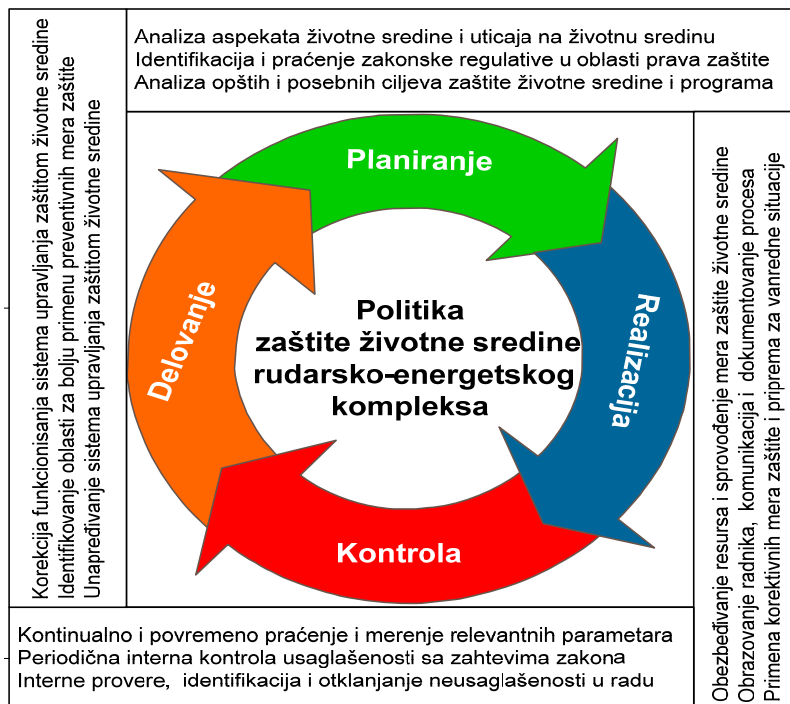 Analiza aspekata životne sredine i uticaja na životnu sredinu
Identifikacija i praćenje zakonske regulative u oblasti prava zaštite
Analiza opštih i posebnih ciljeva zaštite životne sredine i programa
Korekcija funkcionisanja sistema upravljanja zaštitom životne sredine
Identifikovanje oblasti za bolju primenu preventivnih mera zaštite
Unapređivanje sistema upravljanja zaštitom životne sredine
Planiranje
Delovanje
Politika
zaštite životne sredine
rudarsko-energetskog
kompleksa
Realizacija
Kontrola
Obezbeđivanje resursa i sprovođenje mera zaštite životne sredine
Obrazovanje radnika, komunikacija i dokumentovanje procesa
Primena korektivnih mera zaštite i priprema za vanredne situacije
Kontinualno i povremeno praćenje i merenje relevantnih parametara
Periodična interna kontrola usaglašenosti sa zahtevima zakona
Interne provere, identifikacija i otklanjanje neusaglašenosti u radu